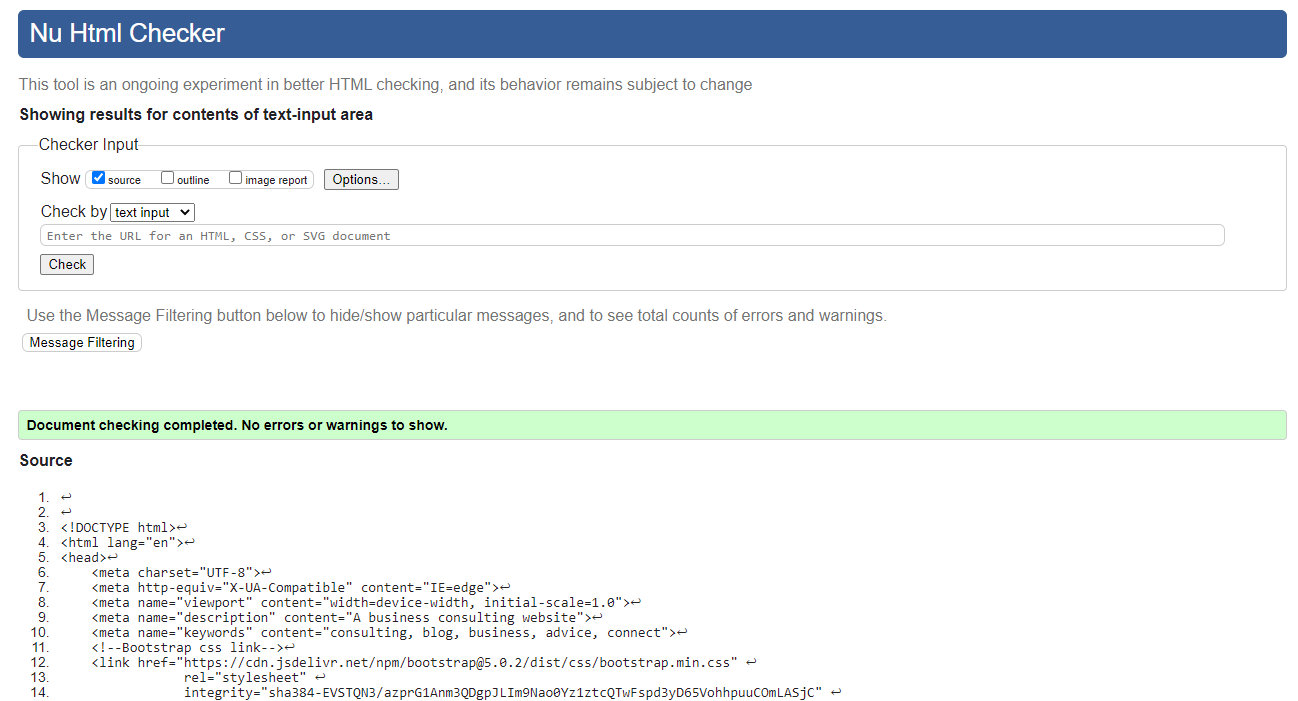 Nu Html Checker
This tool is an ongoing experiment in better HTML checking, and its behavior remains subject to change
Showing results for contents of text-input area
Checker Input
Show source outline image report Options...
Check by text input
Enter the URL for an HTML, CSS, or SVG document
Check
Use the Message Filtering button below to hide/show particular messages, and to see total counts of errors and warnings.
Message Filtering
Document checking completed. No errors or warnings to show.
Source
1. ↩
2. ↩
3. <!DOCTYPE html>↩
4. <html lang="en">↩
5. <head>↩
6. <meta charset="UTF-8">↩
7. <meta http-equiv="X-UA-Compatible" content="IE=edge">↩
8. <meta name="viewport" content="width=device-width, initial-scale=1.0">↩
9. <meta name="description" content="A business consulting website">↩
10. <meta name="keywords" content="consulting, blog, business, advice, connect">↩
11. <!--Bootstrap css link-->↩
12. <link href="https://cdn.jsdelivr.net/npm/bootstrap@5.0.2/dist/css/bootstrap.min.css" ↩
13. rel="stylesheet" ↩
14. integrity="sha384-EVSTQN3/azprG1Anm3QDgpJLIm9Nao0Yz1ztcQTwFspd3yD65VohhpuuCOmLASjC" ↩